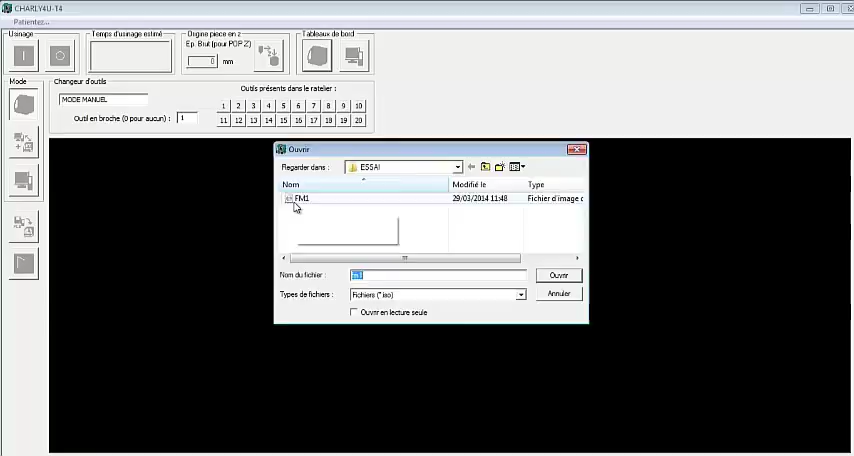 CHARLY4U-T4
Patientez...
Usinage
Temps d'usinage estimé
Origine piece en z
Ep. Brut (pour POP Z)
0 mm
Tableaux de bord
Mode
Changeur d'outils
MODE MANUEL
Outils présents dans le ratelier :
1 2 3 4 5 6 7 8 9 10
Outil en broche (0 pour aucun) : 1
11 12 13 14 15 16 17 18 19 20
Ouvrir
Regarder dans : ESSAI
Nom Modifié le Type
FM1 29/03/2014 11:48 Fichier d'image d
Nom du fichier : fm1 Ouvrir
Types de fichiers : Fichiers (*.iso) Annuler
Ouvrir en lecture seule